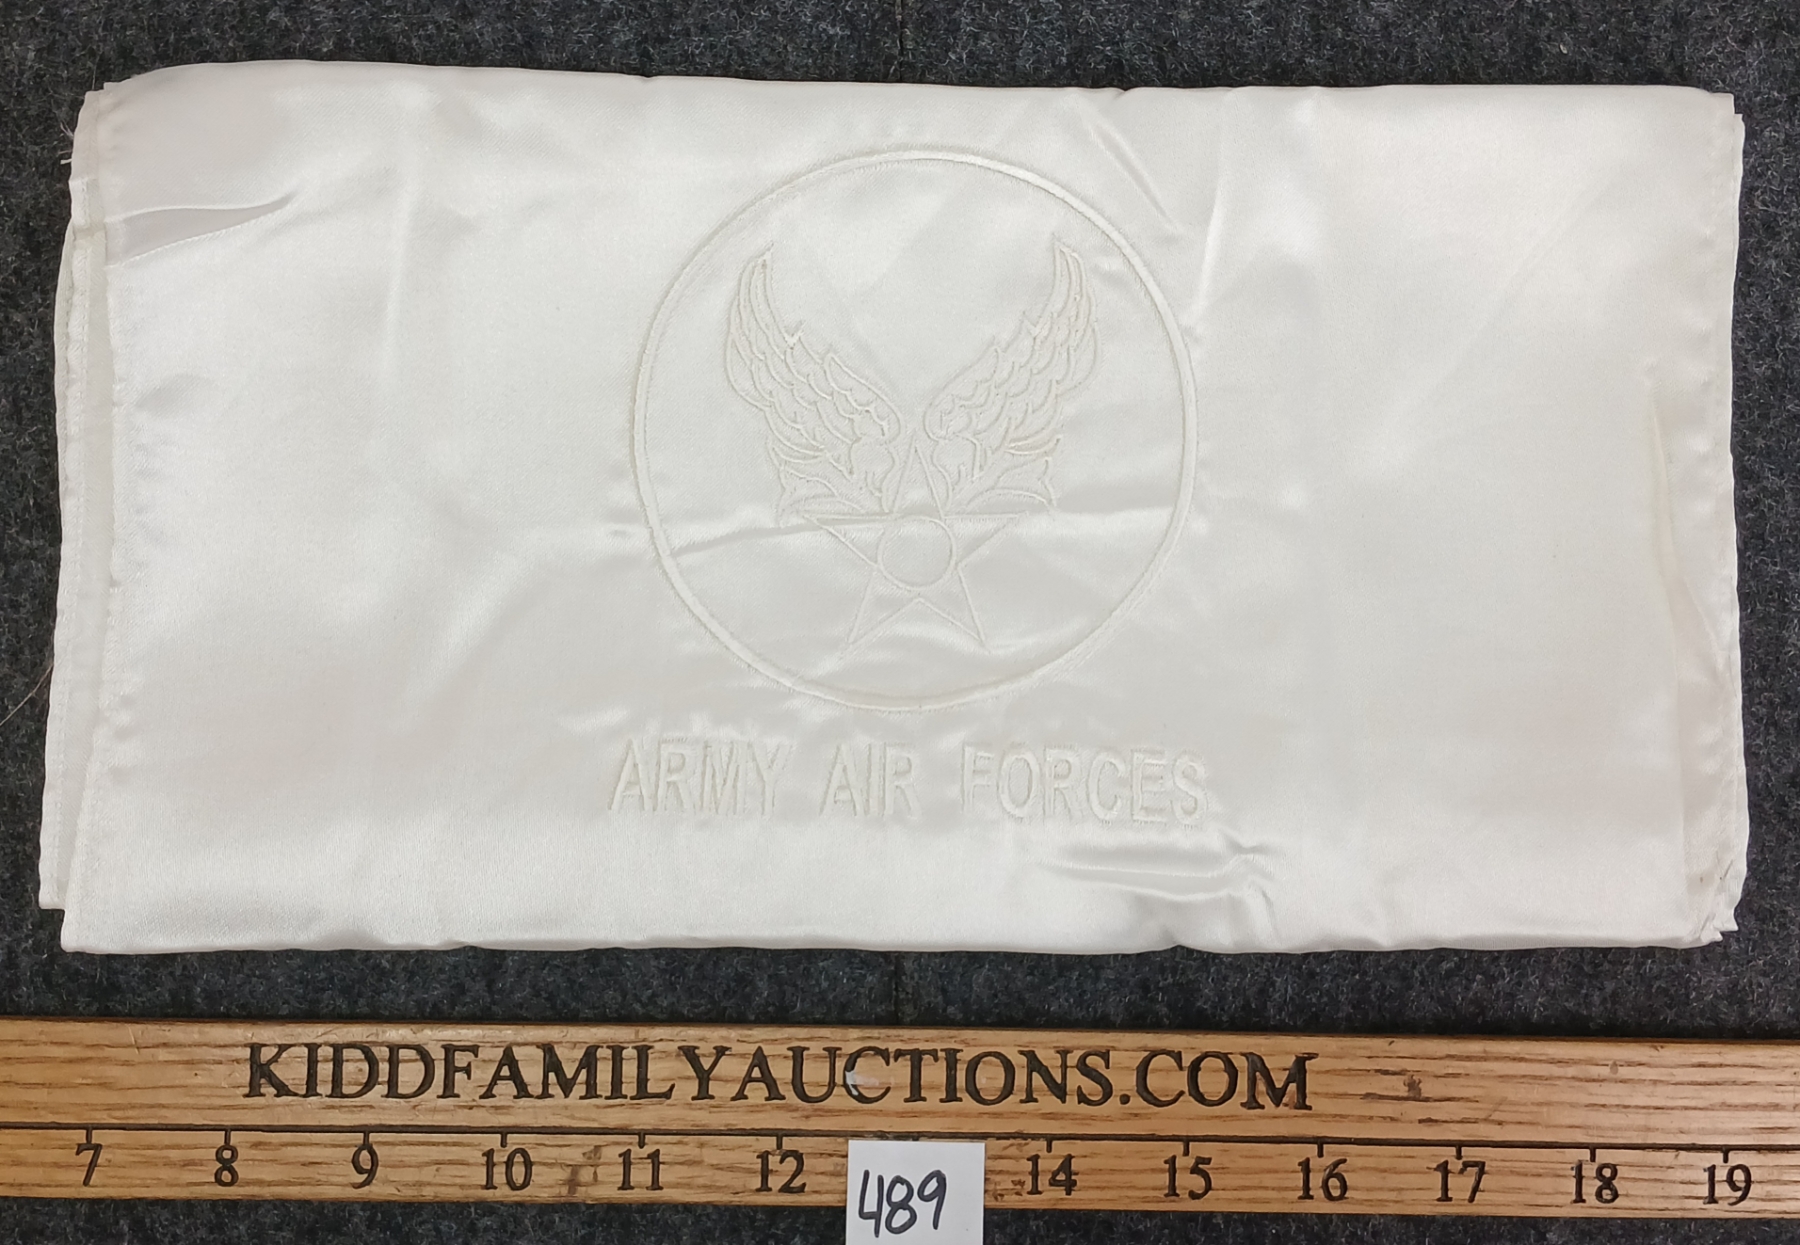 ARMY AIR FORCES
KIDDFAMILYAUCTIONS.COM
7 8 9 10 11 12 14 15 16 17 18 19
489